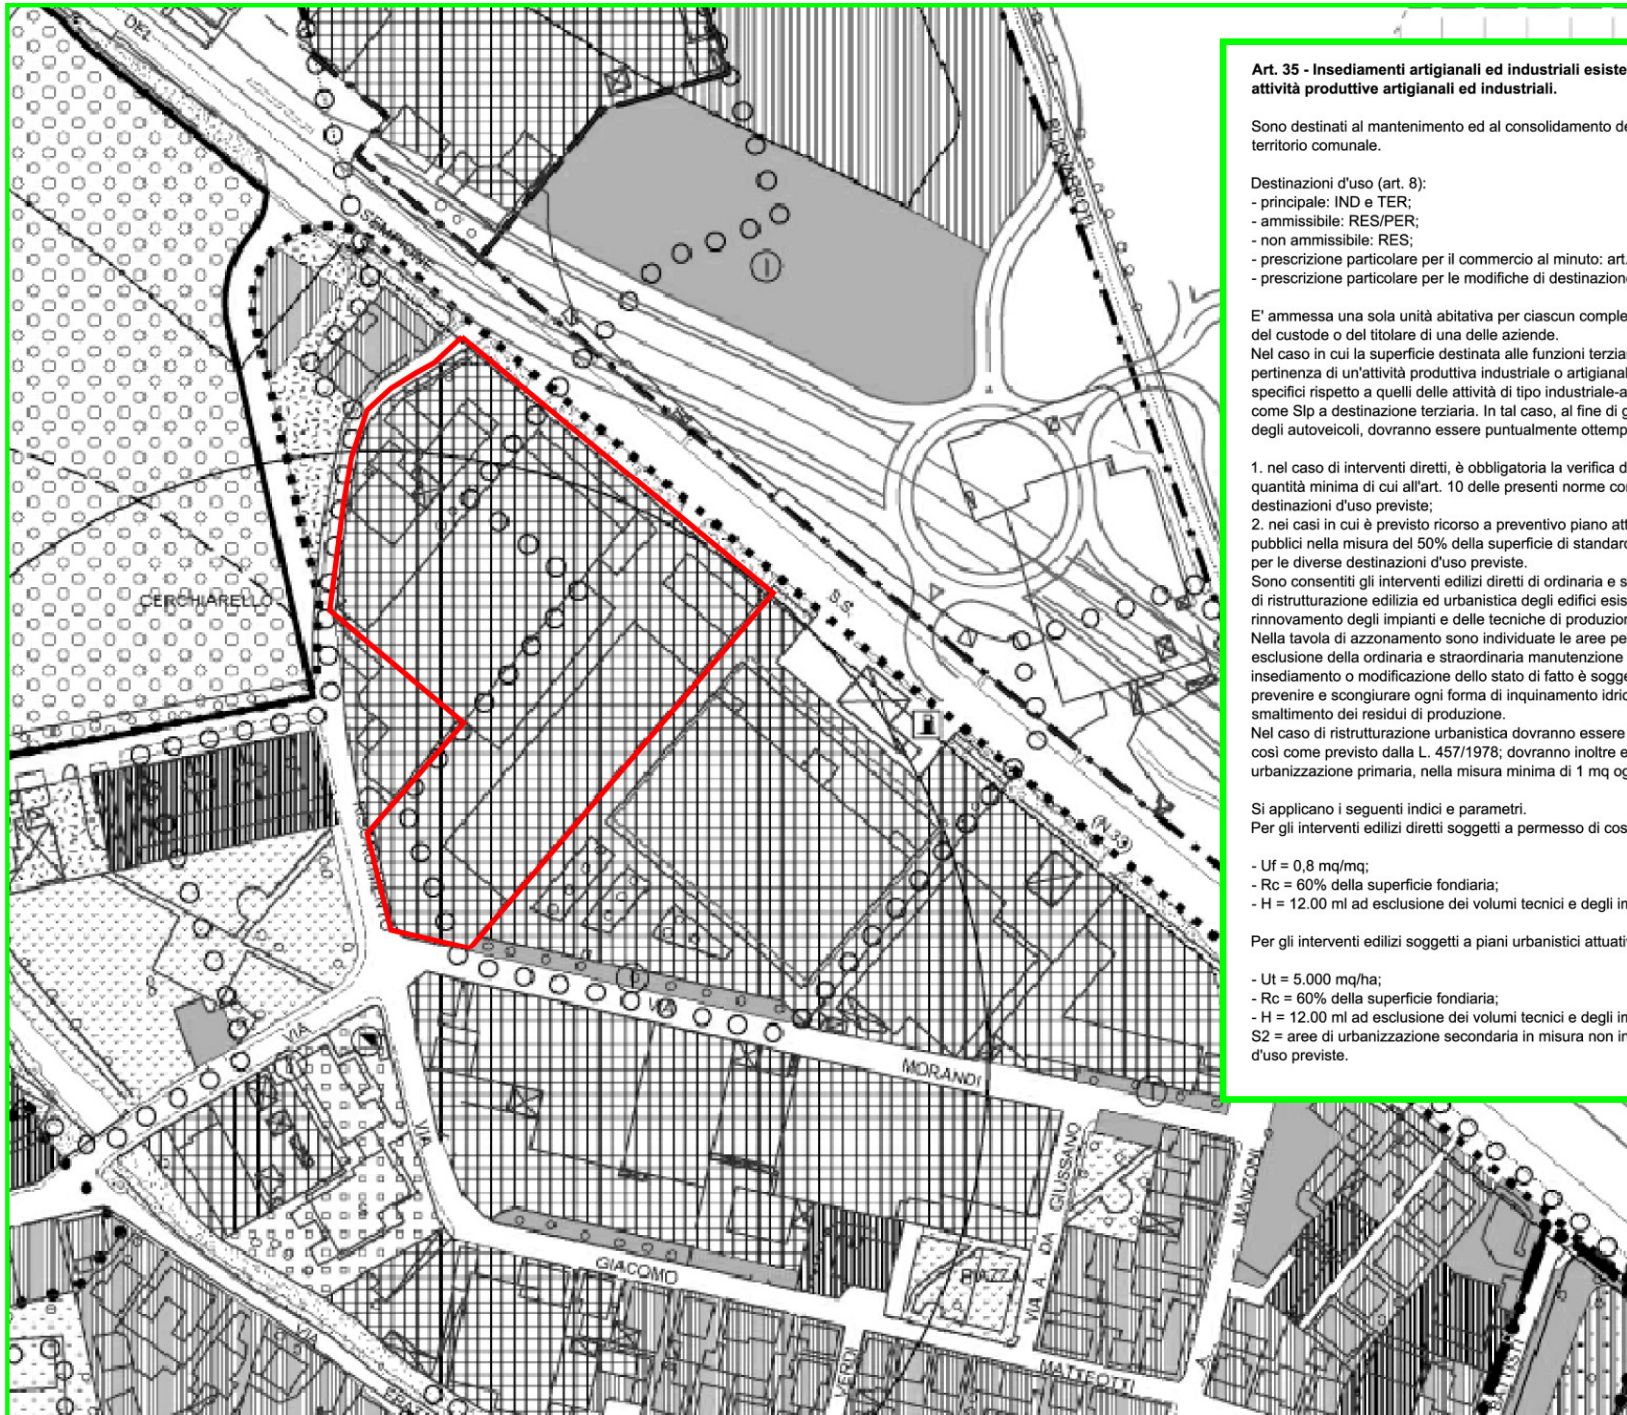 Art. 35 - Insediamenti artigianali ed industriali esiste
attività produttive artigianali ed industriali.
Sono destinati al mantenimento ed al consolidamento de
territorio comunale.
Destinazioni d'uso (art. 8):
- principale: IND e TER;
- ammissibile: RES/PER;
- non ammissibile: RES;
- prescrizione particolare per il commercio al minuto: art.
- prescrizione particolare per le modifiche di destinazione
E' ammessa una sola unità abitativa per ciascun comple
del custode o del titolare di una delle aziende.
Nel caso in cui la superficie destinata alle funzioni terzia
pertinenza di un'attività produttiva industriale o artigianal
specifici rispetto a quelli delle attività di tipo industriale-a
come Slp a destinazione terziaria. In tal caso, al fine di g
degli autoveicoli, dovranno essere puntualmente ottemp
1. nel caso di interventi diretti, è obbligatoria la verifica d
quantità minima di cui all'art. 10 delle presenti norme con
destinazioni d'uso previste;
2. nei casi in cui è previsto ricorso a preventivo piano att
pubblici nella misura del 50% della superficie di standard
per le diverse destinazioni d'uso previste.
Sono consentiti gli interventi edilizi diretti di ordinaria e s
di ristrutturazione edilizia ed urbanistica degli edifici esis
rinnovamento degli impianti e delle tecniche di produzion
Nella tavola di azzonamento sono individuate le aree pe
esclusione della ordinaria e straordinaria manutenzione
insediamento o modificazione dello stato di fatto è sogge
prevenire e scongiurare ogni forma di inquinamento idric
smaltimento dei residui di produzione.
Nel caso di ristrutturazione urbanistica dovranno essere
così come previsto dalla L. 457/1978; dovranno inoltre e
urbanizzazione primaria, nella misura minima di 1 mq og
Si applicano i seguenti indici e parametri.
Per gli interventi edilizi diretti soggetti a permesso di cos
- Uf = 0,8 mq/mq;
- Rc = 60% della superficie fondiaria;
- H = 12.00 ml ad esclusione dei volumi tecnici e degli im
Per gli interventi edilizi soggetti a piani urbanistici attuativ
- Ut = 5.000 mq/ha;
- Rc = 60% della superficie fondiaria;
- H = 12.00 ml ad esclusione dei volumi tecnici e degli im
S2 = aree di urbanizzazione secondaria in misura non in
d'uso previste.
DEL
SEMPIONE
BUONARROTI
I
CERCHIARELLO
S.S.
(N.33)
RISORGIMENTO
VIA
VIA
MORANDI
VIA
GIACOMO
MATTEOTTI
PIAZZA
VIA A. DA GIUSSANO
A. MANZONI
VERDI
VIA
BATTISTI